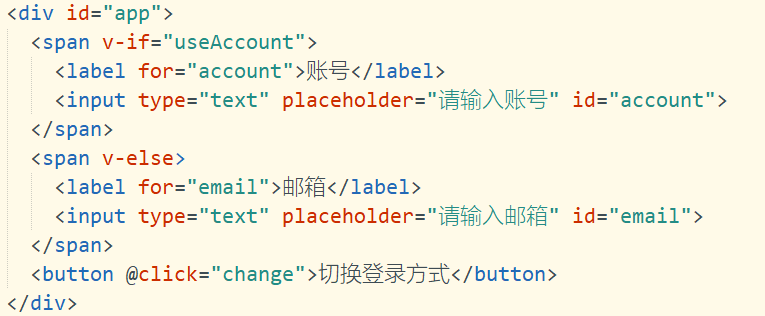 <div id="app">
  <span v-if="useAccount">
    <label for="account">账号</label>
    <input type="text" placeholder="请输入账号" id="account">
  </span>
  <span v-else>
    <label for="email">邮箱</label>
    <input type="text" placeholder="请输入邮箱" id="email">
  </span>
  <button @click="change">切换登录方式</button>
</div>